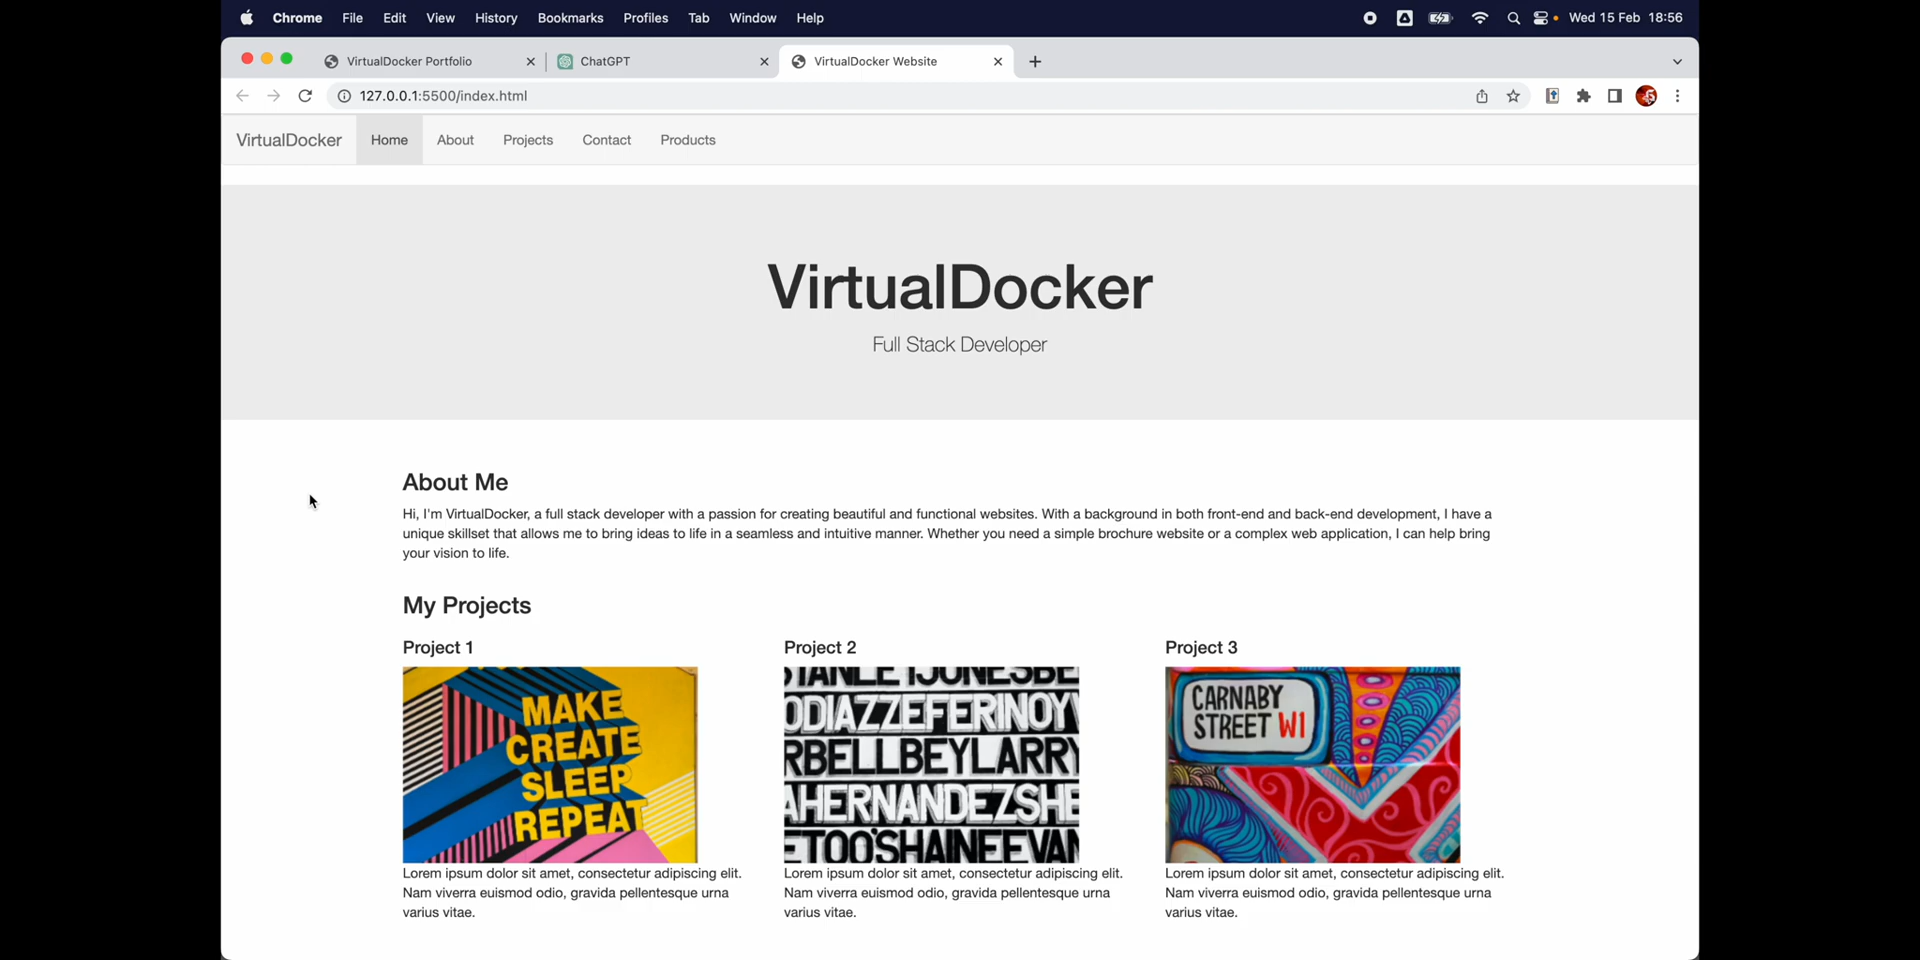 Chrome File Edit View History Bookmarks Profiles Tab Window Help Wed 15 Feb 18:56
VirtualDocker Portfolio ChatGPT VirtualDocker Website
127.0.0.1:5500/index.html
VirtualDocker Home About Projects Contact Products
VirtualDocker
Full Stack Developer
About Me
Hi, I'm VirtualDocker, a full stack developer with a passion for creating beautiful and functional websites. With a background in both front-end and back-end development, I have a
unique skillset that allows me to bring ideas to life in a seamless and intuitive manner. Whether you need a simple brochure website or a complex web application, I can help bring
your vision to life.
My Projects
Project 1
MAKE
CREATE
SLEEP
REPEAT
Lorem ipsum dolor sit amet, consectetur adipiscing elit.
Nam viverra euismod odio, gravida pellentesque urna
varius vitae.
Project 2
ODIAZZEFERINOY
RBELLBEYLARRY
AHERNANDEZSHE
ETOO'SHAINEEVAN
Lorem ipsum dolor sit amet, consectetur adipiscing elit.
Nam viverra euismod odio, gravida pellentesque urna
varius vitae.
Project 3
CARNABY
STREET W1
Lorem ipsum dolor sit amet, consectetur adipiscing elit.
Nam viverra euismod odio, gravida pellentesque urna
varius vitae.